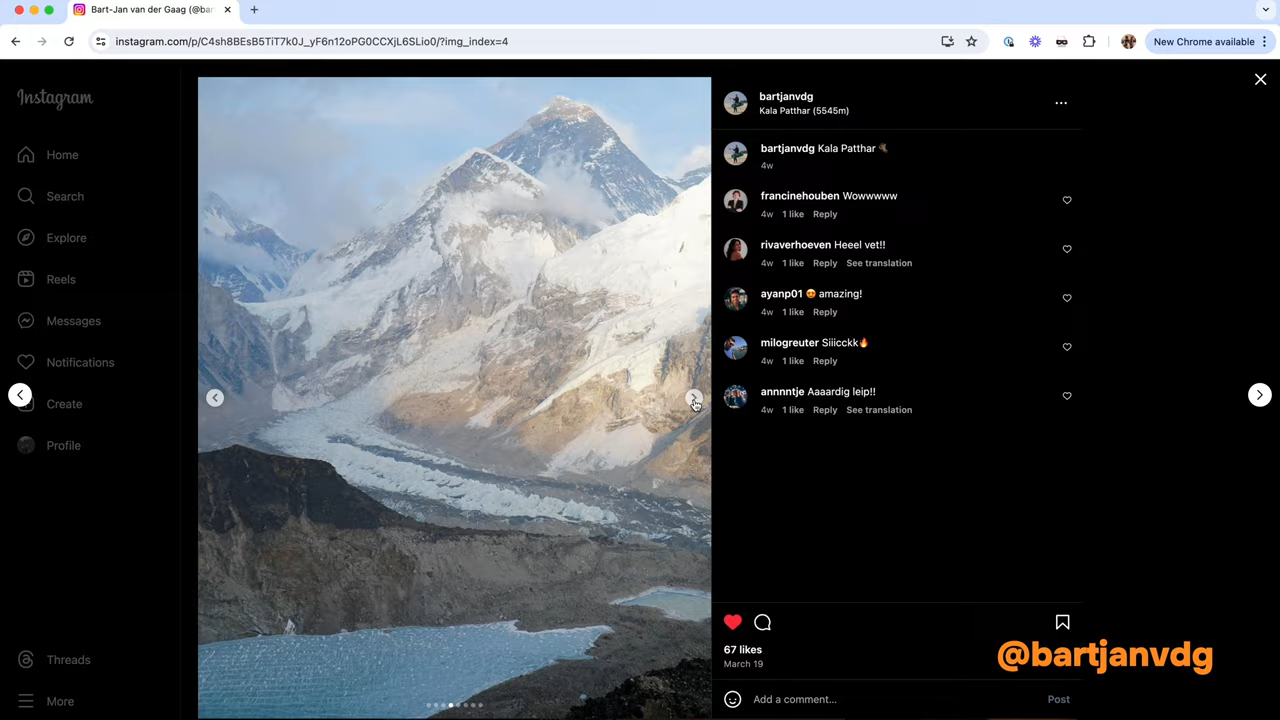 Bart-Jan van der Gaag (@bar
instagram.com/p/C4sh8BEsB5TiT7k0J_yF6n12oPG0CCXjL6SLio0/?img_index=4
New Chrome available
Instagram
Home
Search
Explore
Reels
Messages
Notifications
Create
Profile
Threads
More
bartjanvdg
Kala Patthar (5545m)
bartjanvdg Kala Patthar
4w
francinehouben Wowwwww
4w 1 like Reply
rivaverhoeven Heeel vet!!
4w 1 like Reply See translation
ayanp01 😍 amazing!
4w 1 like Reply
milogreuter Siiicckk🔥
4w 1 like Reply
annnntje Aaaardig leip!!
4w 1 like Reply See translation
67 likes
March 19
@bartjanvdg
Add a comment...
Post